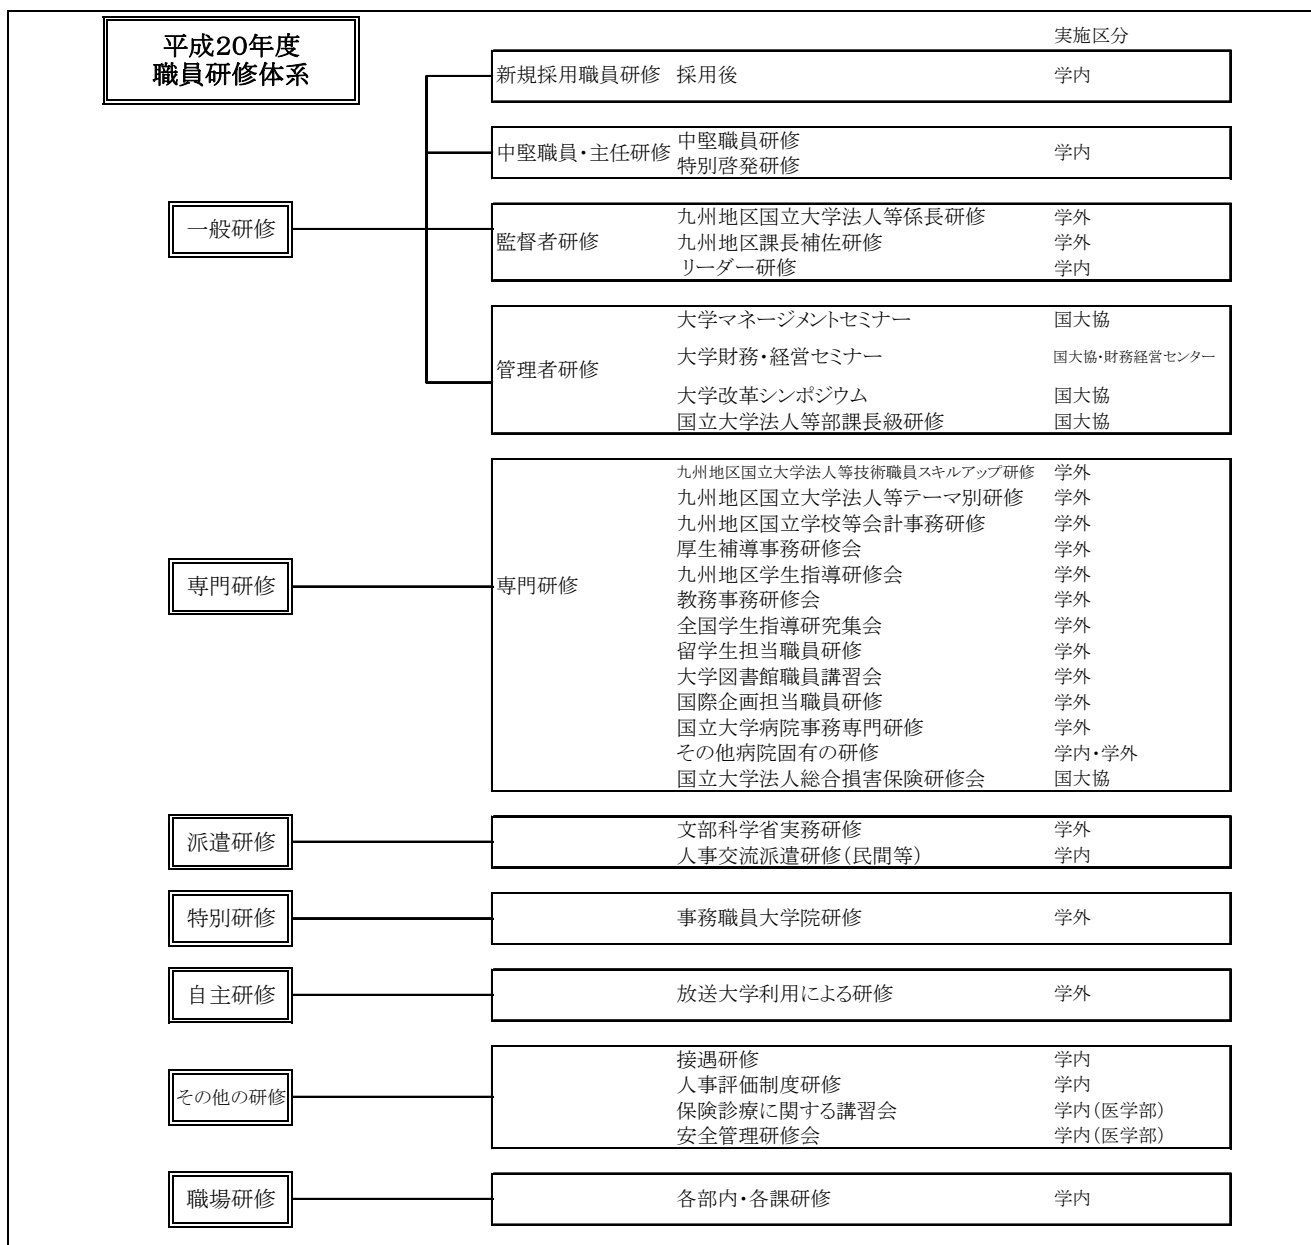 平成20年度
職員研修体系
実施区分
新規採用職員研修 採用後 学内
中堅職員・主任研修 中堅職員研修 学内
特別啓発研修
一般研修
監督者研修 九州地区国立大学法人等係長研修 学外
九州地区課長補佐研修 学外
リーダー研修 学内
管理者研修 大学マネージメントセミナー 国大協
大学財務・経営セミナー 国大協・財務経営センター
大学改革シンポジウム 国大協
国立大学法人等部課長級研修 国大協
専門研修 専門研修 九州地区国立大学法人等技術職員スキルアップ研修 学外
九州地区国立大学法人等テーマ別研修 学外
九州地区国立学校等会計事務研修 学外
厚生補導事務研修会 学外
九州地区学生指導研修会 学外
教務事務研修会 学外
全国学生指導研究集会 学外
留学生担当職員研修 学外
大学図書館職員講習会 学外
国際企画担当職員研修 学外
国立大学病院事務専門研修 学外
その他病院固有の研修 学内・学外
国立大学法人総合損害保険研修会 国大協
派遣研修 文部科学省実務研修 学外
人事交流派遣研修(民間等) 学内
特別研修 事務職員大学院研修 学外
自主研修 放送大学利用による研修 学外
その他の研修 接遇研修 学内
人事評価制度研修 学内
保険診療に関する講習会 学内(医学部)
安全管理研修会 学内(医学部)
職場研修 各部内・各課研修 学内